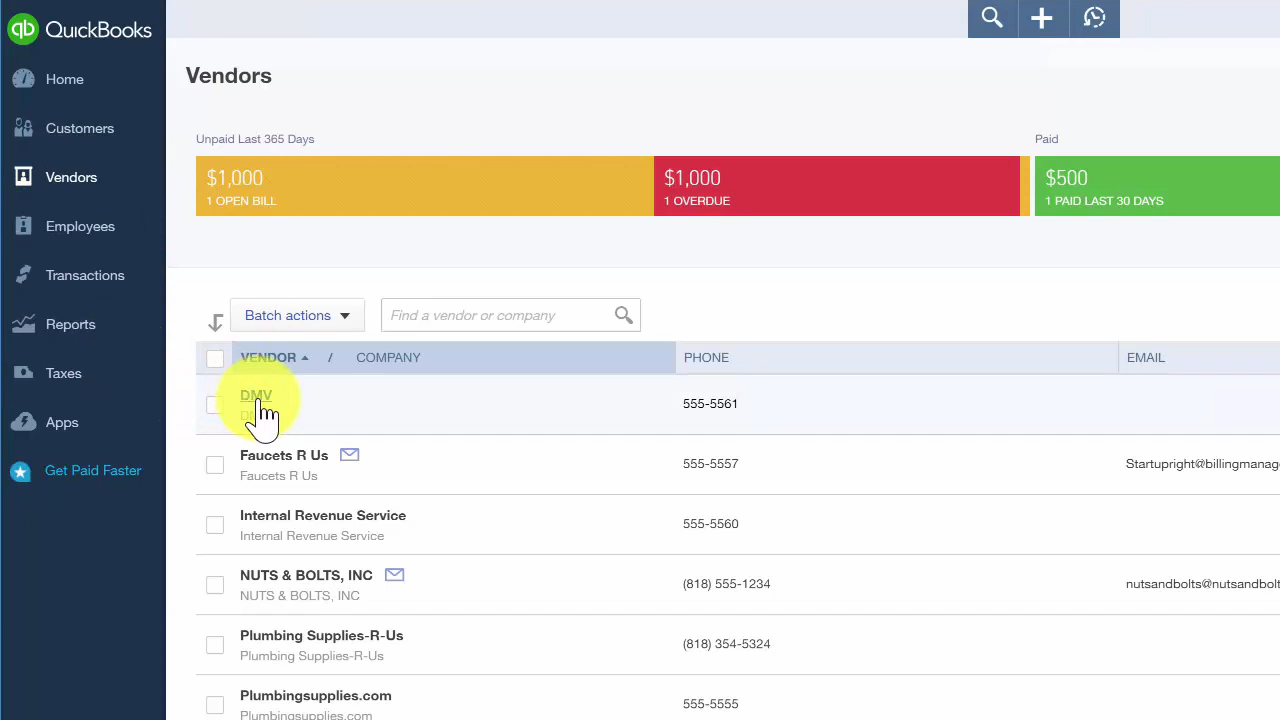 QuickBooks
Home
Customers
Vendors
Employees
Transactions
Reports
Taxes
Apps
Get Paid Faster
Vendors
Unpaid Last 365 Days
Paid
$1,000
1 OPEN BILL
$1,000
1 OVERDUE
$500
1 PAID LAST 30 DAYS
Batch actions
Find a vendor or company
VENDOR / COMPANY PHONE EMAIL
DMV
555-5561
Faucets R Us
Faucets R Us
555-5557
Startupright@billingmanage
Internal Revenue Service
Internal Revenue Service
555-5560
NUTS & BOLTS, INC
NUTS & BOLTS, INC
(818) 555-1234
nutsandbolts@nutsandbolt
Plumbing Supplies-R-Us
Plumbing Supplies-R-Us
(818) 354-5324
Plumbingsupplies.com
Plumbingsupplies.com
555-5555